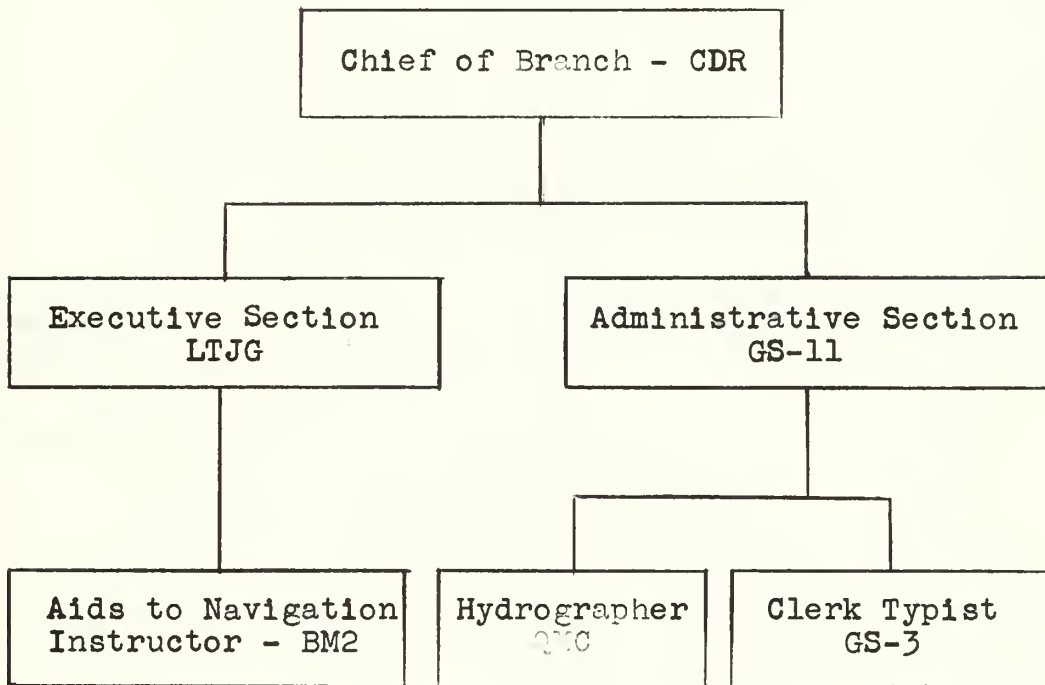 Chief of Branch - CDR
Executive Section
LTJG
Administrative Section
GS-11
Aids to Navigation
Instructor - BM2
Hydrographer
QMC
Clerk Typist
GS-3